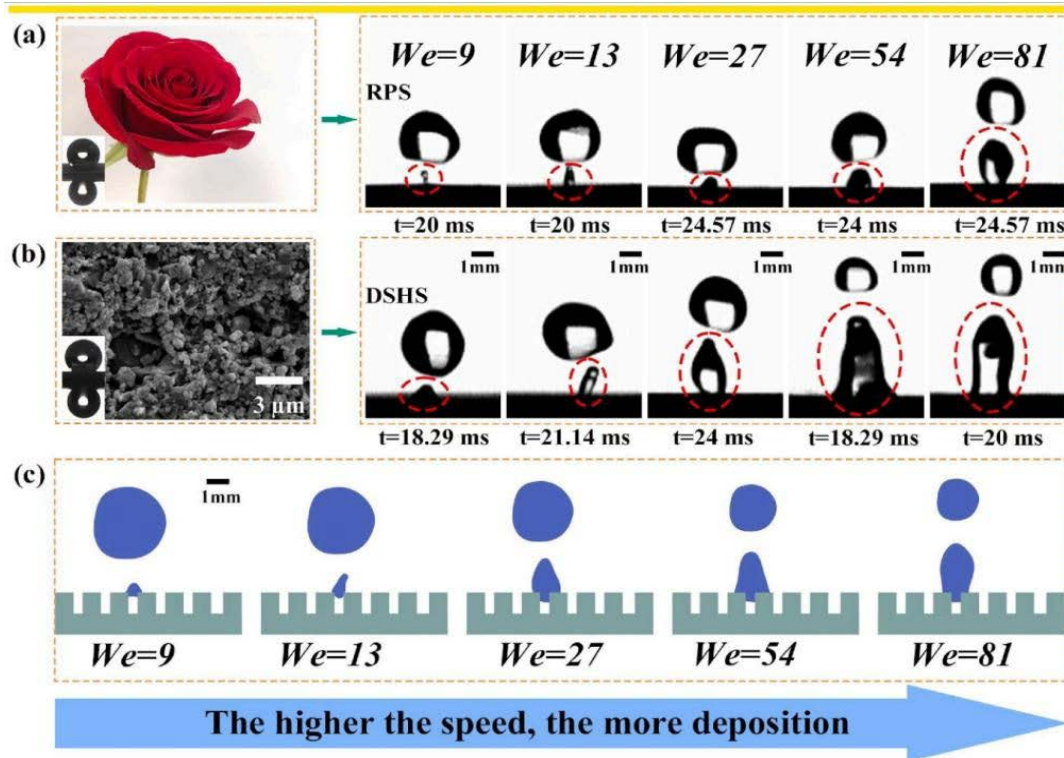 (a)
We=9 We=13 We=27 We=54 We=81
RPS
t=20 ms t=20 ms t=24.57 ms t=24 ms t=24.57 ms
(b)
1mm 1mm 1mm 1mm 1mm
DSHS
3 µm
t=18.29 ms t=21.14 ms t=24 ms t=18.29 ms t=20 ms
(c)
1mm
We=9 We=13 We=27 We=54 We=81
The higher the speed, the more deposition